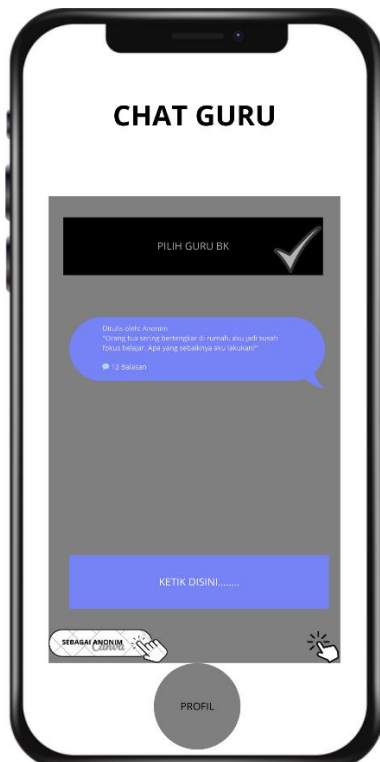 CHAT GURU
PILIH GURU BK
Ditulis oleh: Anonim
"Orang tua sering bertengkar di rumah, aku jadi susah
fokus belajar. Apa yang sebaiknya aku lakukan?"
12 Balasan
KETIK DISINI........
SEBAGAI ANONIM
Canva
PROFIL